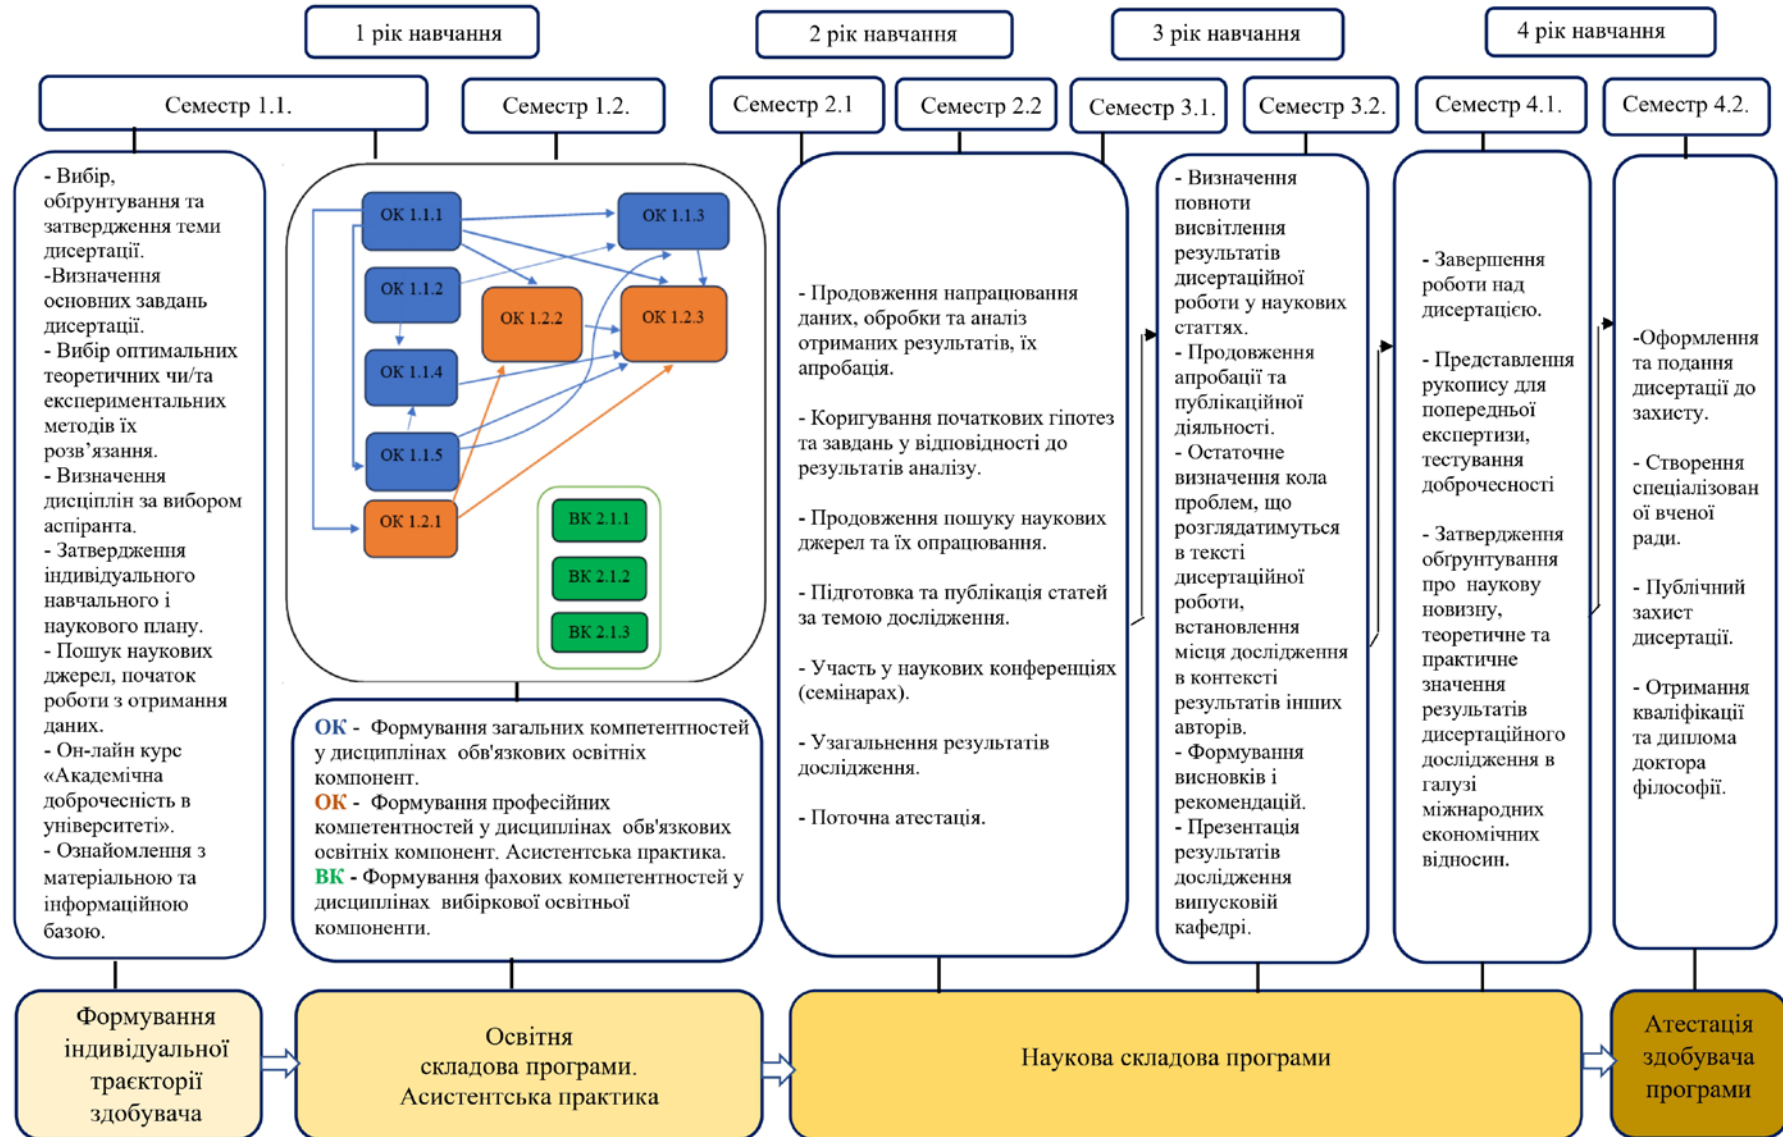 1 рік навчання
2 рік навчання
3 рік навчання
4 рік навчання
Семестр 1.1.
Семестр 1.2.
Семестр 2.1
Семестр 2.2
Семестр 3.1.
Семестр 3.2.
Семестр 4.1.
Семестр 4.2.
- Вибір,
обґрунтування та
затвердження теми
дисертації.
-Визначення
основних завдань
дисертації.
- Вибір оптимальних
теоретичних чи/та
експериментальних
методів їх
розв’язання.
- Визначення
дисціплін за вибором
аспіранта.
- Затвердження
індивідуального
навчального і
наукового плану.
- Пошук наукових
джерел, початок
роботи з отримання
даних.
- Он-лайн курс
«Академічна
доброчесність в
університеті».
- Ознайомлення з
матеріальною та
інформаційною
базою.
ОК 1.1.1
ОК 1.1.3
ОК 1.1.2
ОК 1.2.2
ОК 1.2.3
ОК 1.1.4
ОК 1.1.5
ОК 1.2.1
ВК 2.1.1
ВК 2.1.2
ВК 2.1.3
ОК - Формування загальних компетентностей
у дисциплінах обв'язкових освітніх
компонент.
ОК - Формування професійних
компетентностей у дисциплінах обв'язкових
освітніх компонент. Асистентська практика.
ВК - Формування фахових компетентностей у
дисциплінах вибіркової освітньої
компоненти.
- Продовження напрацювання
даних, обробки та аналіз
отриманих результатів, їх
апробація.
- Коригування початкових гіпотез
та завдань у відповідності до
результатів аналізу.
- Продовження пошуку наукових
джерел та їх опрацювання.
- Підготовка та публікація статей
за темою дослідження.
- Участь у наукових конференціях
(семінарах).
- Узагальнення результатів
дослідження.
- Поточна атестація.
- Визначення
повноти
висвітлення
результатів
дисертаційної
роботи у наукових
статтях.
- Продовження
апробації та
публікаційної
діяльності.
- Остаточне
визначення кола
проблем, що
розглядатимуться
в тексті
дисертаційної
роботи,
встановлення
місця дослідження
в контексті
результатів інших
авторів.
- Формування
висновків і
рекомендацій.
- Презентація
результатів
дослідження
випусковій
кафедрі.
- Завершення
роботи над
дисертацією.
- Представлення
рукопису для
попередньої
експертизи,
тестування
доброчесності
- Затвердження
обґрунтування
про наукову
новизну,
теоретичне та
практичне
значення
результатів
дисертаційного
дослідження в
галузі
міжнародних
економічних
відносин.
-Оформлення
та подання
дисертації до
захисту.
- Створення
спеціалізован
ої вченої
ради.
- Публічний
захист
дисертації.
- Отримання
кваліфікації
та диплома
доктора
філософії.
Формування
індивідуальної
траєкторії
здобувача
Освітня
складова програми.
Асистентська практика
Наукова складова програми
Атестація
здобувача
програми